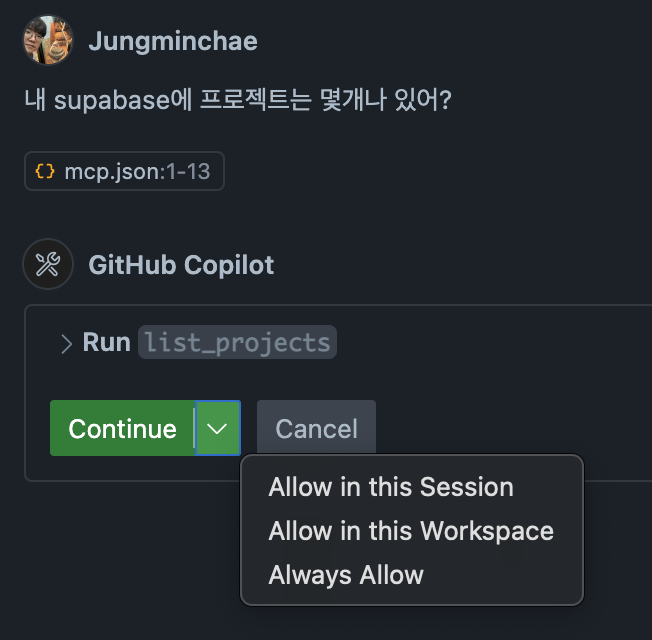 Jungminchae
내 supabase에 프로젝트는 몇개나 있어?
{} mcp.json:1-13
GitHub Copilot
Run list_projects
Continue
Cancel
Allow in this Session
Allow in this Workspace
Always Allow